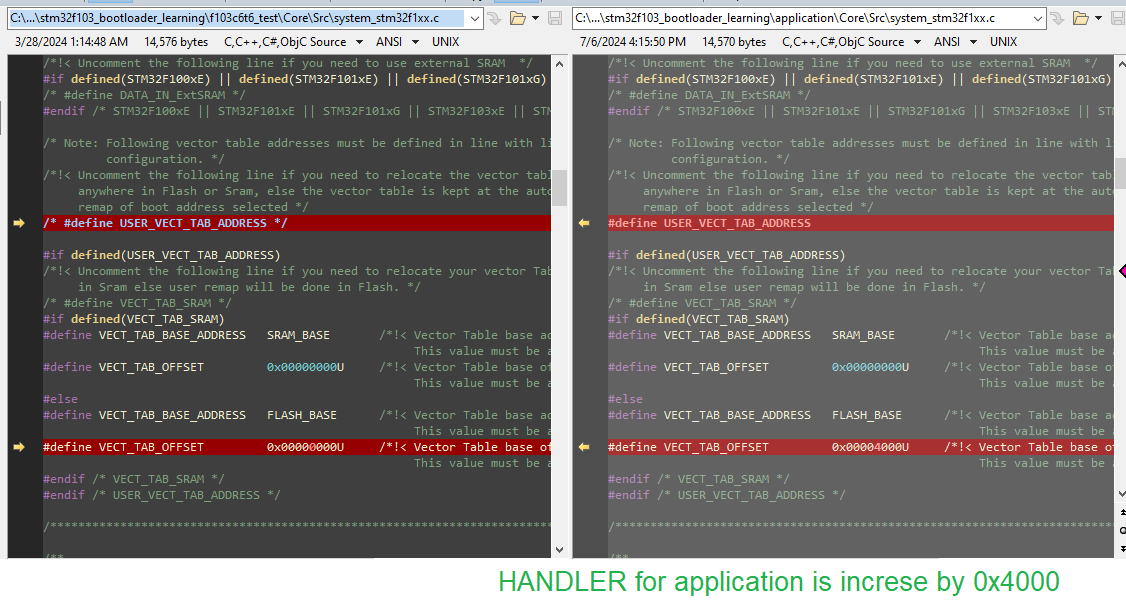 C:\...\stm32f103_bootloader_learning\f103c6t6_test\Core\Src\system_stm32f1xx.c
3/28/2024 1:14:48 AM 14,576 bytes C,C++,C#,ObjC Source ANSI UNIX
/*!< Uncomment the following line if you need to use external SRAM */
#if defined(STM32F100xE) || defined(STM32F101xE) || defined(STM32F101xG)
/* #define DATA_IN_ExtSRAM */
#endif /* STM32F100xE || STM32F101xE || STM32F101xG || STM32F103xE || STM
/* Note: Following vector table addresses must be defined in line with li
configuration. */
/*!< Uncomment the following line if you need to relocate the vector tabl
anywhere in Flash or Sram, else the vector table is kept at the auto
remap of boot address selected */
/* #define USER_VECT_TAB_ADDRESS */
#if defined(USER_VECT_TAB_ADDRESS)
/*!< Uncomment the following line if you need to relocate your vector Tab
in Sram else user remap will be done in Flash. */
/* #define VECT_TAB_SRAM */
#if defined(VECT_TAB_SRAM)
#define VECT_TAB_BASE_ADDRESS SRAM_BASE /*!< Vector Table base ad
This value must be a
#define VECT_TAB_OFFSET 0x00000000U /*!< Vector Table base of
This value must be a
#else
#define VECT_TAB_BASE_ADDRESS FLASH_BASE /*!< Vector Table base ad
This value must be a
#define VECT_TAB_OFFSET 0x00000000U /*!< Vector Table base of
This value must be a
#endif /* VECT_TAB_SRAM */
#endif /* USER_VECT_TAB_ADDRESS */
/************************************************************************
/**
C:\...\stm32f103_bootloader_learning\application\Core\Src\system_stm32f1xx.c
7/6/2024 4:15:50 PM 14,570 bytes C,C++,C#,ObjC Source ANSI UNIX
/*!< Uncomment the following line if you need to use external SRAM */
#if defined(STM32F100xE) || defined(STM32F101xE) || defined(STM32F101xG)
/* #define DATA_IN_ExtSRAM */
#endif /* STM32F100xE || STM32F101xE || STM32F101xG || STM32F103xE || STM
/* Note: Following vector table addresses must be defined in line with li
configuration. */
/*!< Uncomment the following line if you need to relocate the vector tabl
anywhere in Flash or Sram, else the vector table is kept at the auto
remap of boot address selected */
#define USER_VECT_TAB_ADDRESS
#if defined(USER_VECT_TAB_ADDRESS)
/*!< Uncomment the following line if you need to relocate your vector Tab
in Sram else user remap will be done in Flash. */
/* #define VECT_TAB_SRAM */
#if defined(VECT_TAB_SRAM)
#define VECT_TAB_BASE_ADDRESS SRAM_BASE /*!< Vector Table base ad
This value must be a
#define VECT_TAB_OFFSET 0x00000000U /*!< Vector Table base of
This value must be a
#else
#define VECT_TAB_BASE_ADDRESS FLASH_BASE /*!< Vector Table base ad
This value must be a
#define VECT_TAB_OFFSET 0x00004000U /*!< Vector Table base of
This value must be a
#endif /* VECT_TAB_SRAM */
#endif /* USER_VECT_TAB_ADDRESS */
/************************************************************************
/**
HANDLER for application is increse by 0x4000